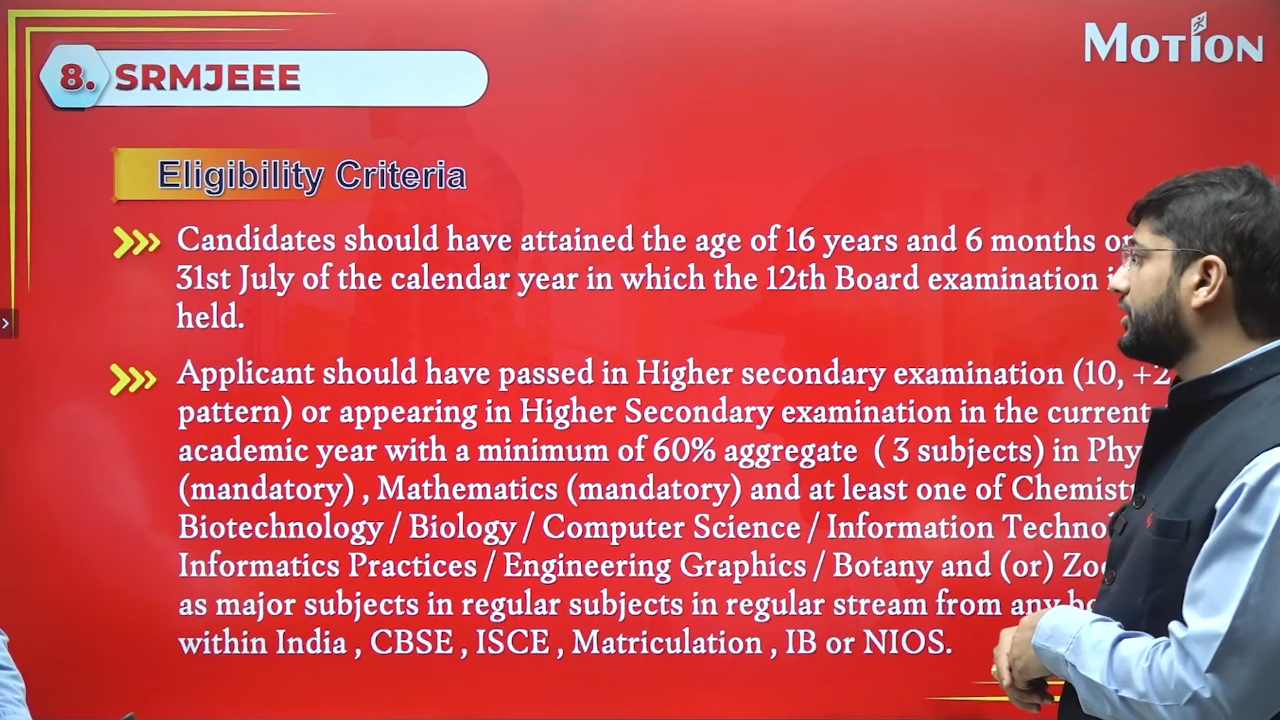 MOTION
8. SRMJEEE
Eligibility Criteria
Candidates should have attained the age of 16 years and 6 months
31st July of the calendar year in which the 12th Board examination
held.
Applicant should have passed in Higher secondary examination (10, +2
pattern) or appearing in Higher Secondary examination in the current
academic year with a minimum of 60% aggregate ( 3 subjects) in
(mandatory) , Mathematics (mandatory) and at least one of
Biotechnology / Biology / Computer Science / Information
Informatics Practices / Engineering Graphics / Botany and (or)
as major subjects in regular subjects in regular stream from any
within India , CBSE , ISCE , Matriculation , IB or NIOS.